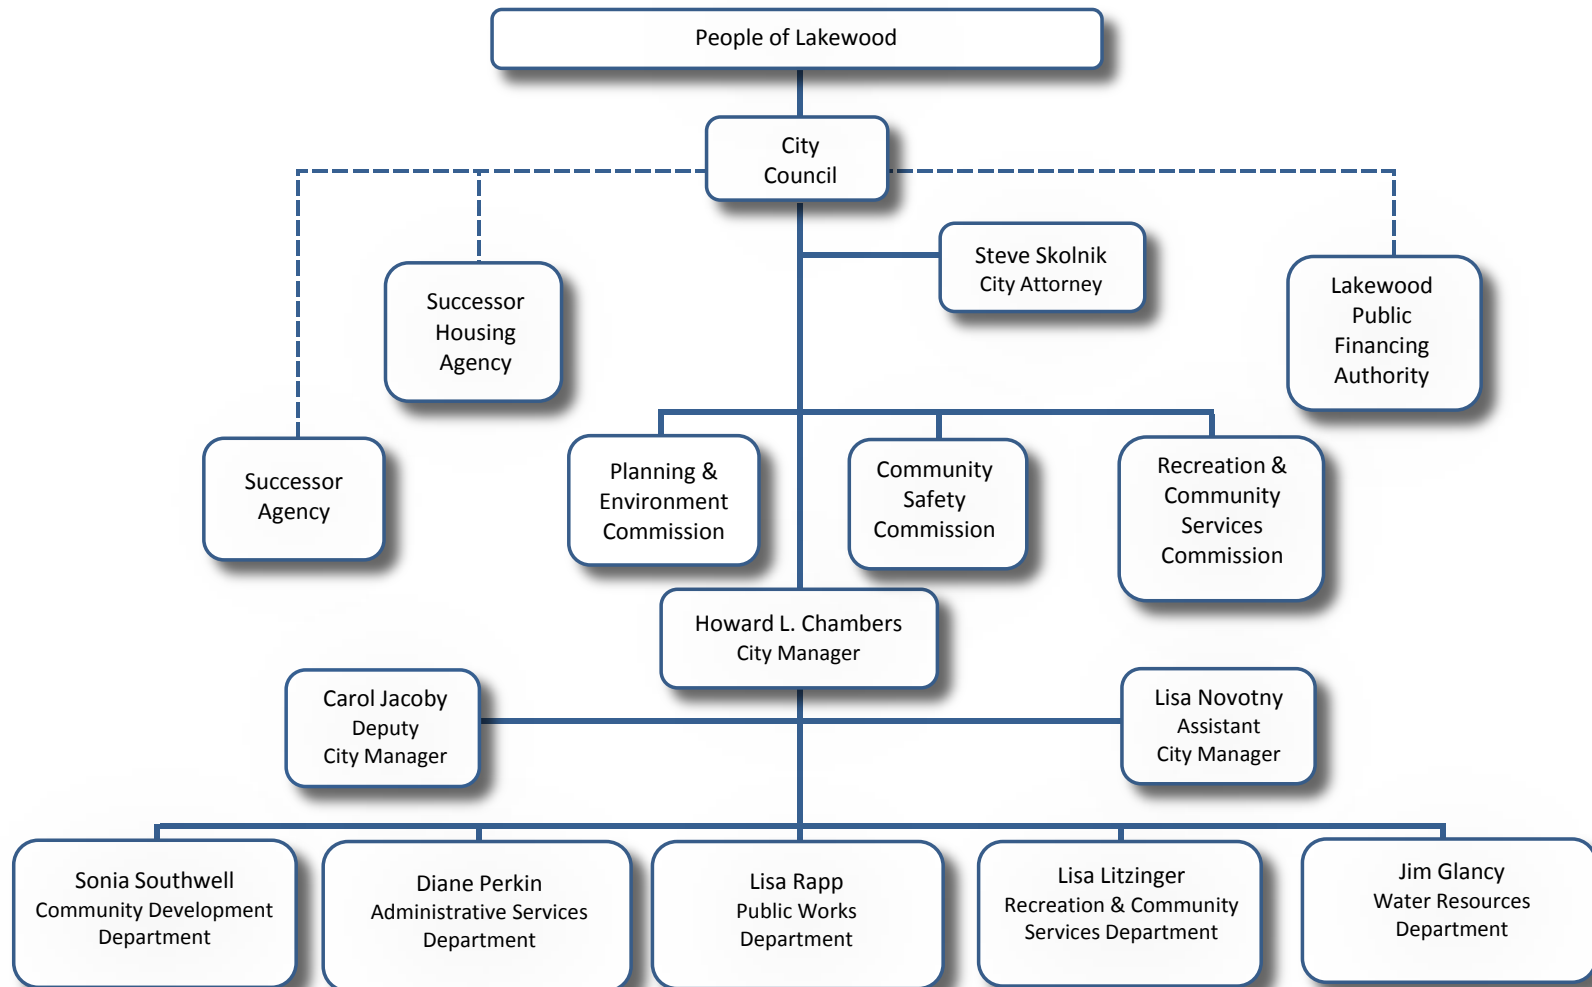 People of Lakewood
City
Council
Steve Skolnik
City Attorney
Successor
Housing
Agency
Lakewood
Public
Financing
Authority
Successor
Agency
Planning &
Environment
Commission
Community
Safety
Commission
Recreation &
Community
Services
Commission
Howard L. Chambers
City Manager
Carol Jacoby
Deputy
City Manager
Lisa Novotny
Assistant
City Manager
Sonia Southwell
Community Development
Department
Diane Perkin
Administrative Services
Department
Lisa Rapp
Public Works
Department
Lisa Litzinger
Recreation & Community
Services Department
Jim Glancy
Water Resources
Department